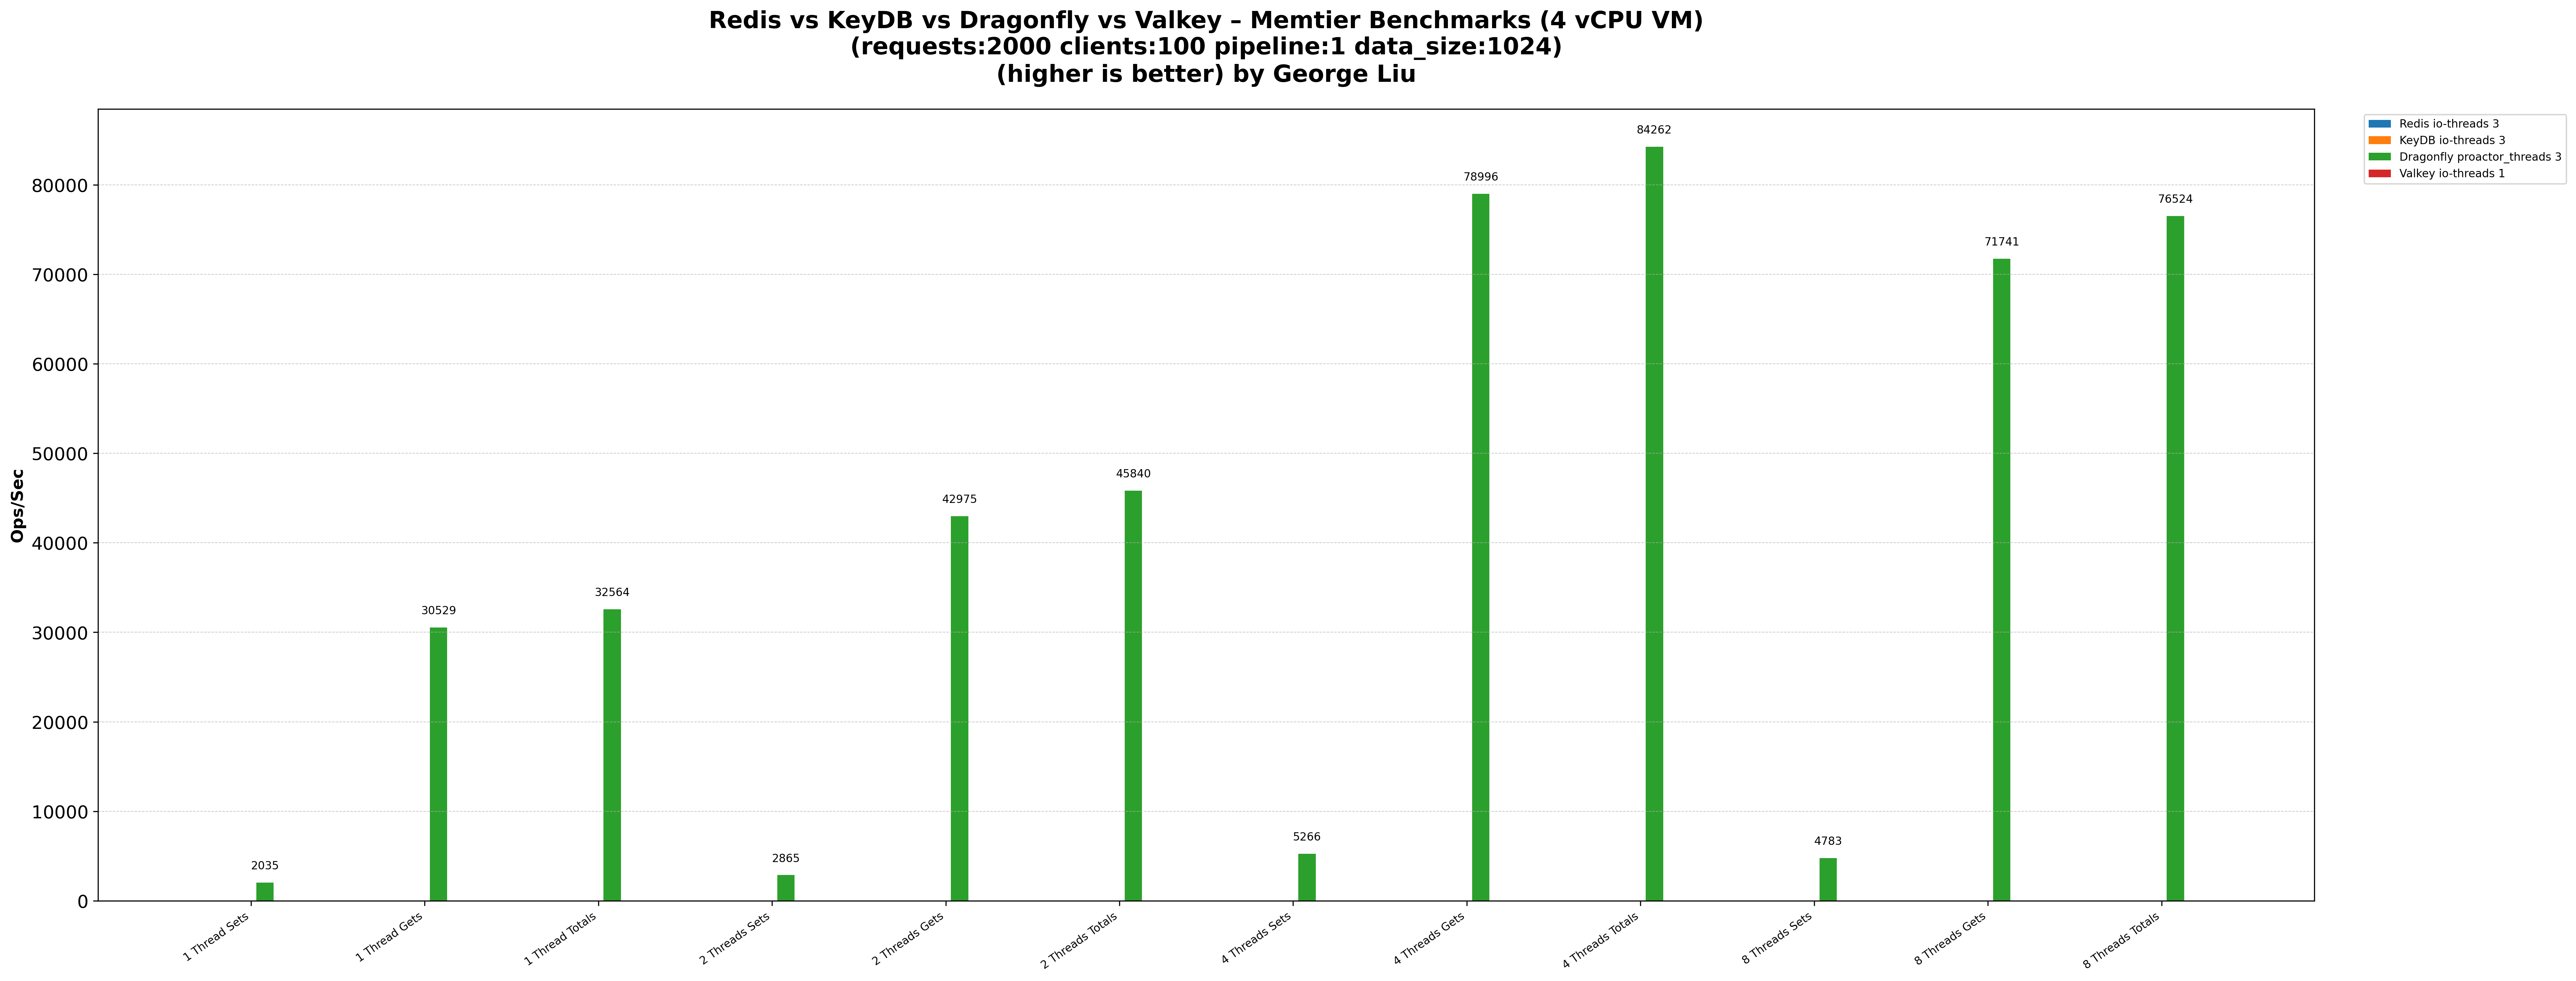 Redis vs KeyDB vs Dragonfly vs Valkey – Memtier Benchmarks (4 vCPU VM)
(requests:2000 clients:100 pipeline:1 data_size:1024)
(higher is better) by George Liu
Redis io-threads 3
KeyDB io-threads 3
Dragonfly proactor_threads 3
Valkey io-threads 1
Ops/Sec
80000
70000
60000
50000
40000
30000
20000
10000
0
2035
30529
32564
2865
42975
45840
5266
78996
84262
4783
71741
76524
1 Thread Sets
1 Thread Gets
1 Thread Totals
2 Threads Sets
2 Threads Gets
2 Threads Totals
4 Threads Sets
4 Threads Gets
4 Threads Totals
8 Threads Sets
8 Threads Gets
8 Threads Totals